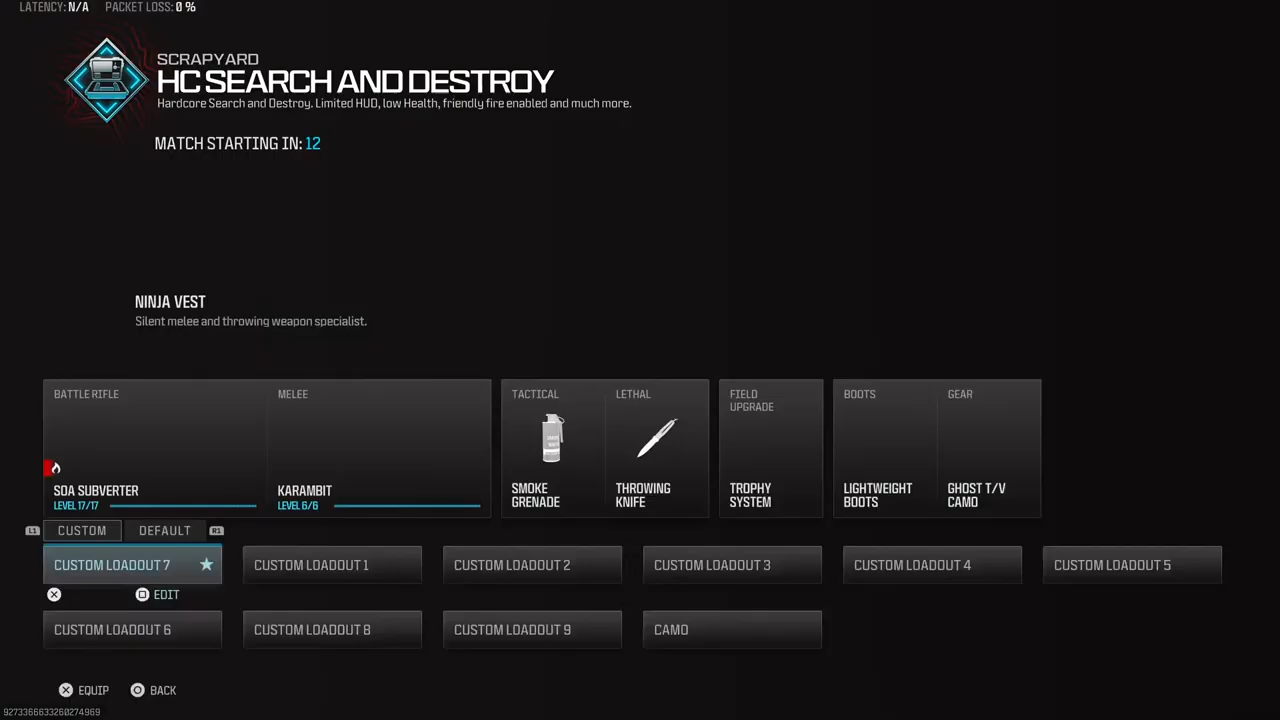 LATENCY: N/A PACKET LOSS: 0 %
SCRAPYARD
HC SEARCH AND DESTROY
Hardcore Search and Destroy. Limited HUD, low Health, friendly fire enabled and much more.
MATCH STARTING IN: 12
NINJA VEST
Silent melee and throwing weapon specialist.
BATTLE RIFLE
SOA SUBVERTER
LEVEL 17/17
MELEE
KARAMBIT
LEVEL 6/6
TACTICAL
SMOKE
GRENADE
LETHAL
THROWING
KNIFE
FIELD
UPGRADE
TROPHY
SYSTEM
BOOTS
LIGHTWEIGHT
BOOTS
GEAR
GHOST T/V
CAMO
L1 CUSTOM DEFAULT R1
CUSTOM LOADOUT 7 CUSTOM LOADOUT 1 CUSTOM LOADOUT 2 CUSTOM LOADOUT 3 CUSTOM LOADOUT 4 CUSTOM LOADOUT 5
EDIT
CUSTOM LOADOUT 6 CUSTOM LOADOUT 8 CUSTOM LOADOUT 9 CAMO
EQUIP BACK
9273366633260274969